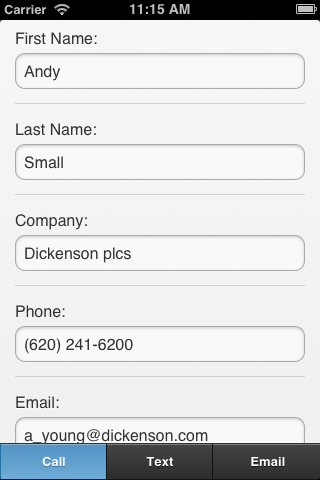 Carrier 11:15 AM
First Name:
Andy
Last Name:
Small
Company:
Dickenson plcs
Phone:
(620) 241-6200
Email:
a_young@dickenson.com
Call Text Email